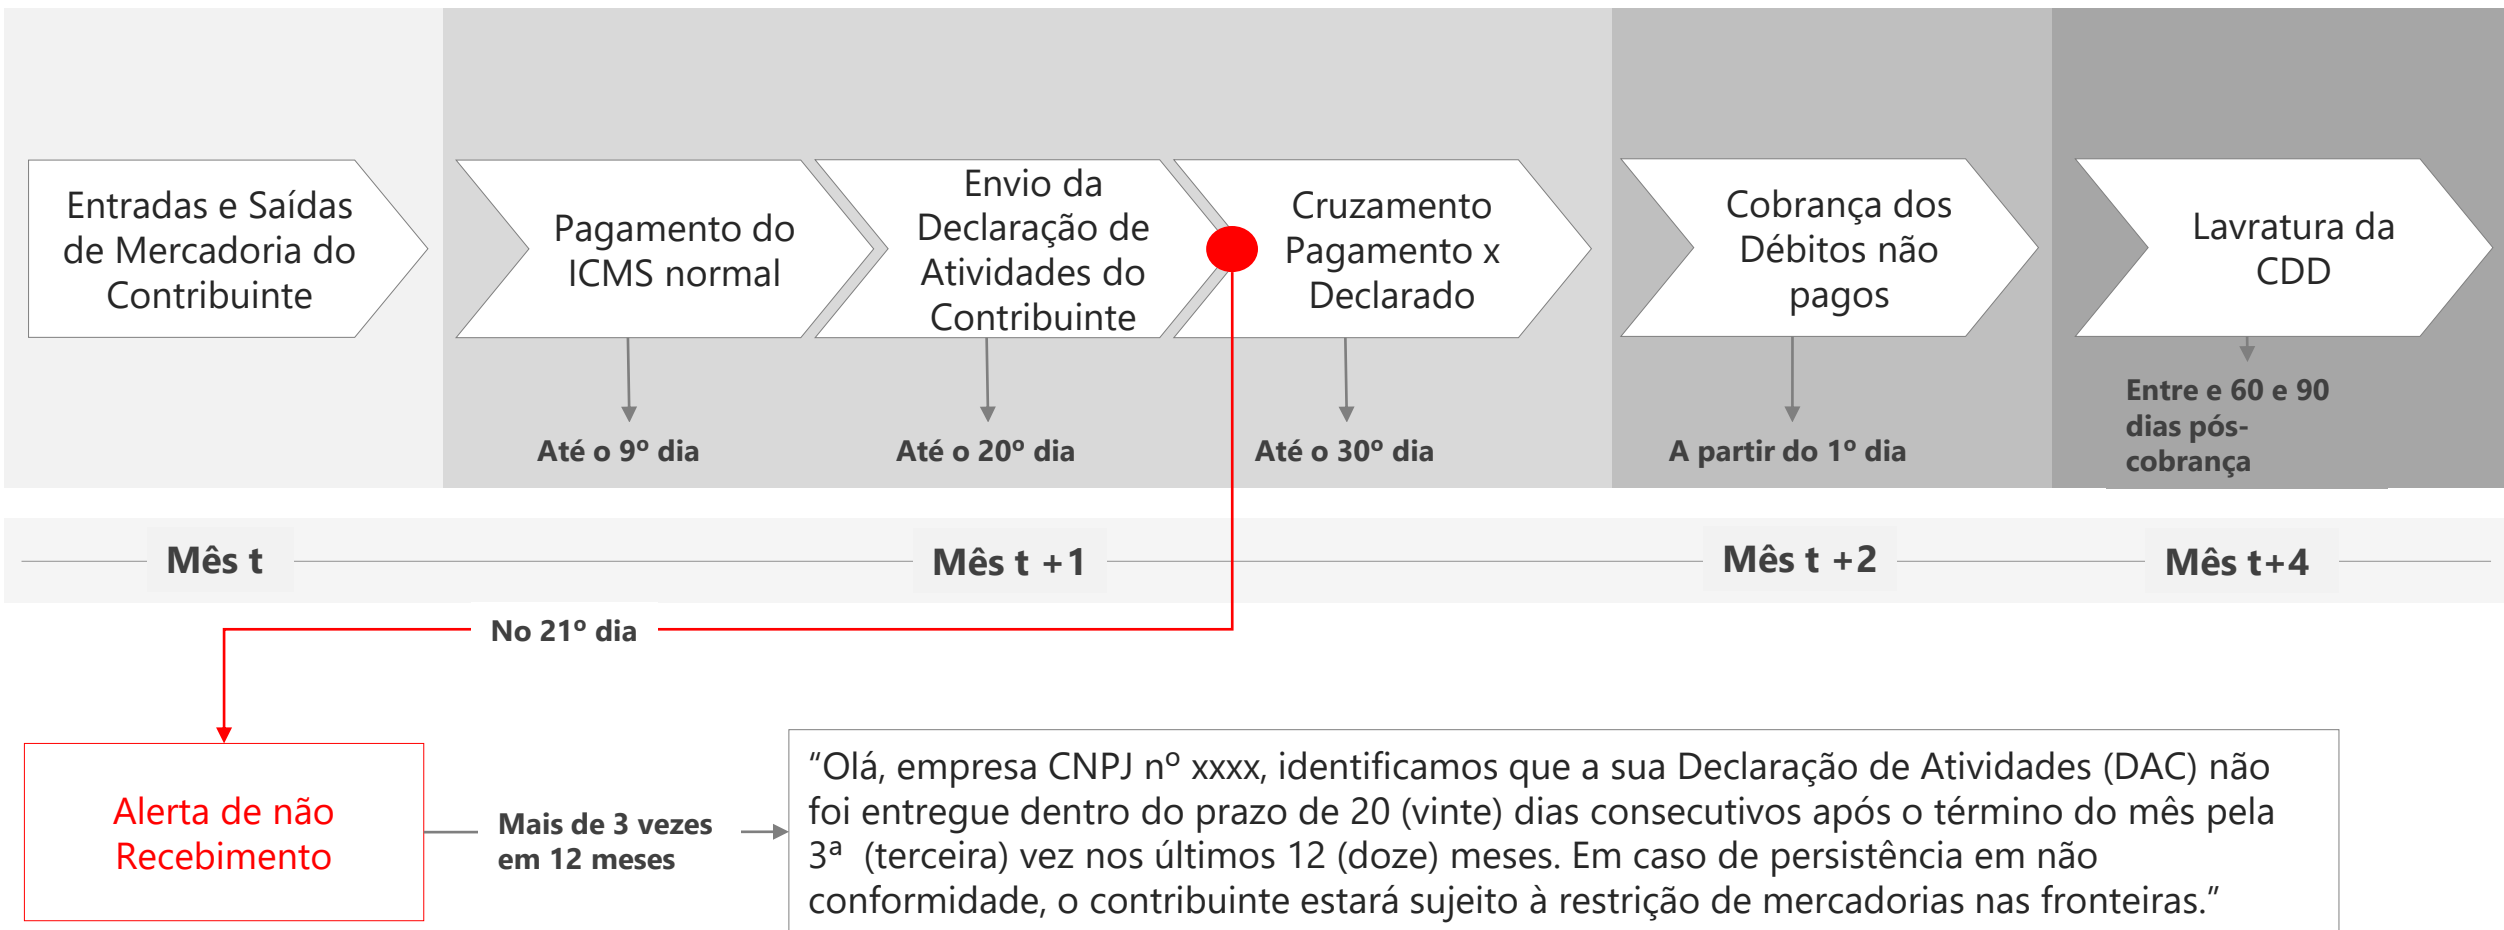 Entradas e Saídas
de Mercadoria do
Contribuinte
Pagamento do
ICMS normal
Envio da
Declaração de
Atividades do
Contribuinte
Cruzamento
Pagamento x
Declarado
Cobrança dos
Débitos não
pagos
Lavratura da
CDD
Até o 9º dia
Até o 20º dia
Até o 30º dia
A partir do 1º dia
Entre e 60 e 90
dias pós-
cobrança
Mês t
Mês t +1
Mês t +2
Mês t+4
No 21º dia
Alerta de não
Recebimento
Mais de 3 vezes
em 12 meses
“Olá, empresa CNPJ nº xxxx, identificamos que a sua Declaração de Atividades (DAC) não
foi entregue dentro do prazo de 20 (vinte) dias consecutivos após o término do mês pela
3ª (terceira) vez nos últimos 12 (doze) meses. Em caso de persistência em não
conformidade, o contribuinte estará sujeito à restrição de mercadorias nas fronteiras.”